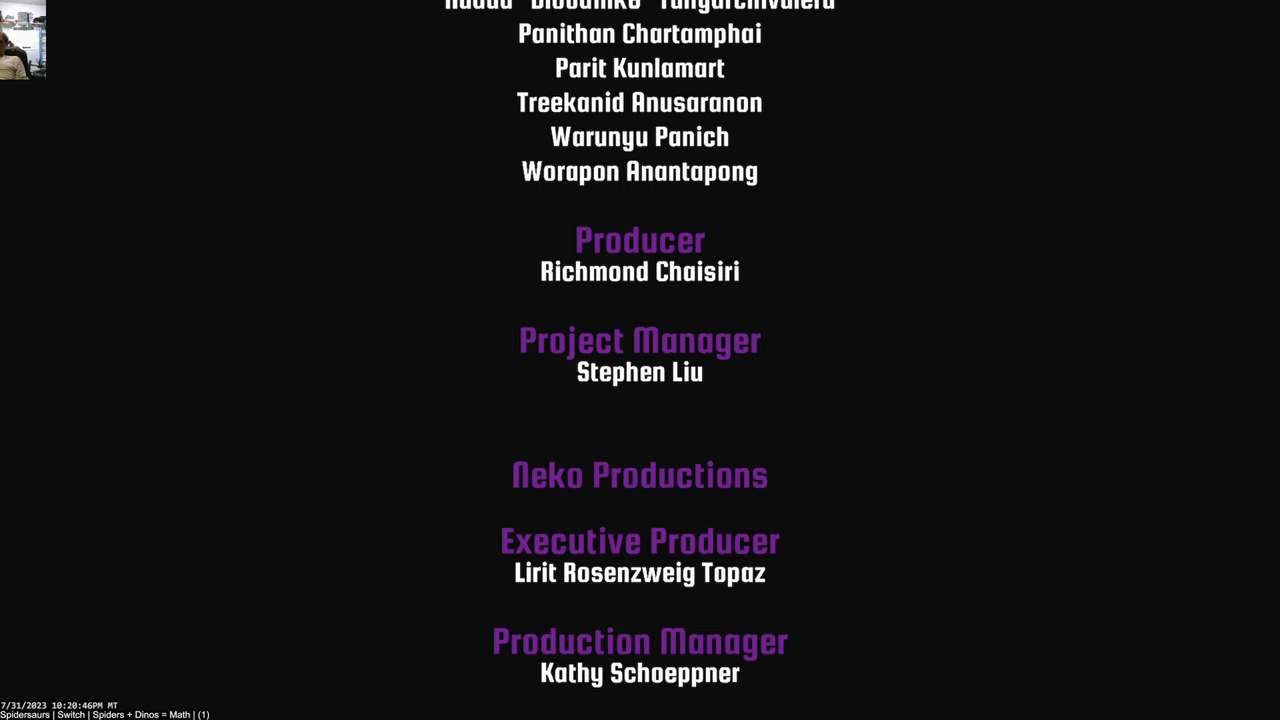 Panithan Chartamphai
Parit Kunlamart
Treekanid Anusaranon
Warunyu Panich
Worapon Anantapong
Producer
Richmond Chaisiri
Project Manager
Stephen Liu
Neko Productions
Executive Producer
Lirit Rosenzweig Topaz
Production Manager
Kathy Schoeppner
7/31/2023 10:20:46PM MT
Spidersaurs | Switch | Spiders + Dinos = Math | (1)